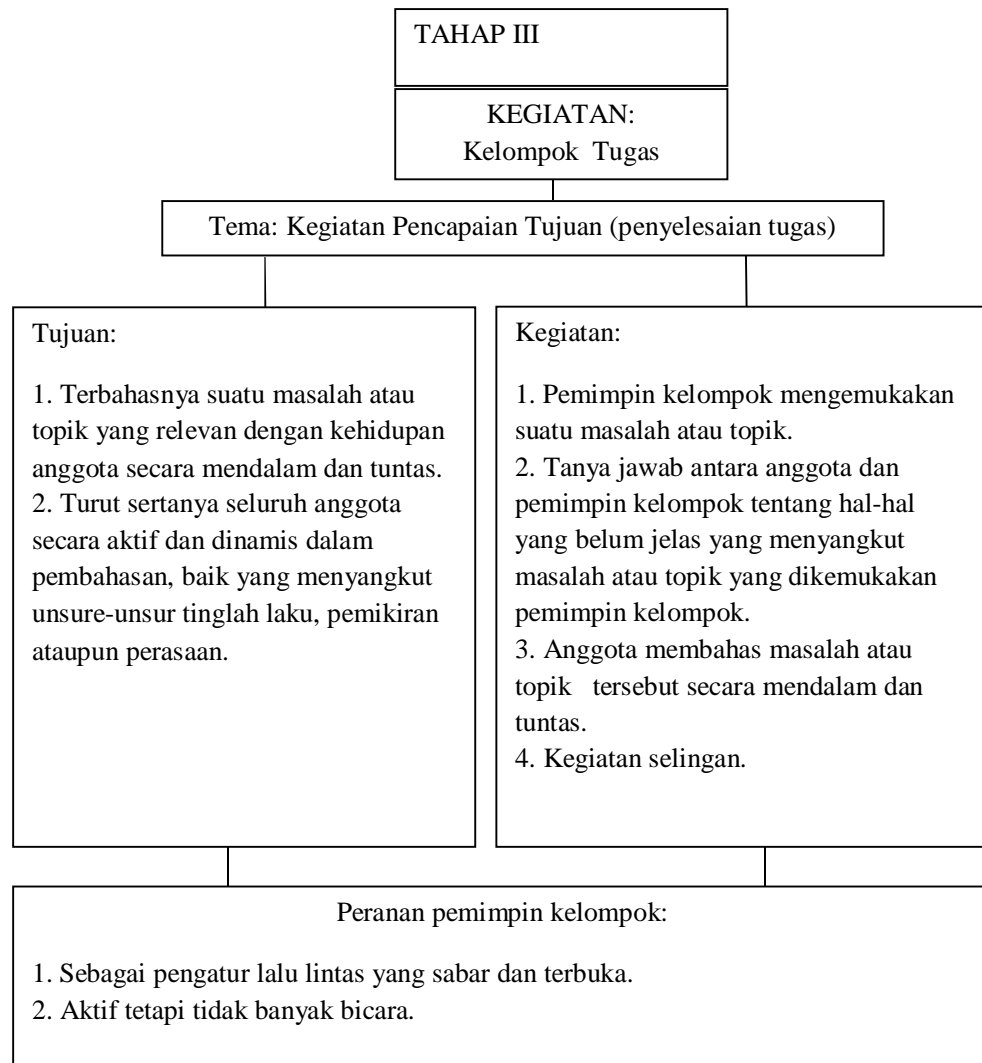 TAHAP III
KEGIATAN:
Kelompok Tugas
Tema: Kegiatan Pencapaian Tujuan (penyelesaian tugas)
Tujuan:
1. Terbahasnya suatu masalah atau
topik yang relevan dengan kehidupan
anggota secara mendalam dan tuntas.
2. Turut sertanya seluruh anggota
secara aktif dan dinamis dalam
pembahasan, baik yang menyangkut
unsure-unsur tinglah laku, pemikiran
ataupun perasaan.
Kegiatan:
1. Pemimpin kelompok mengemukakan
suatu masalah atau topik.
2. Tanya jawab antara anggota dan
pemimpin kelompok tentang hal-hal
yang belum jelas yang menyangkut
masalah atau topik yang dikemukakan
pemimpin kelompok.
3. Anggota membahas masalah atau
topik tersebut secara mendalam dan
tuntas.
4. Kegiatan selingan.
Peranan pemimpin kelompok:
1. Sebagai pengatur lalu lintas yang sabar dan terbuka.
2. Aktif tetapi tidak banyak bicara.